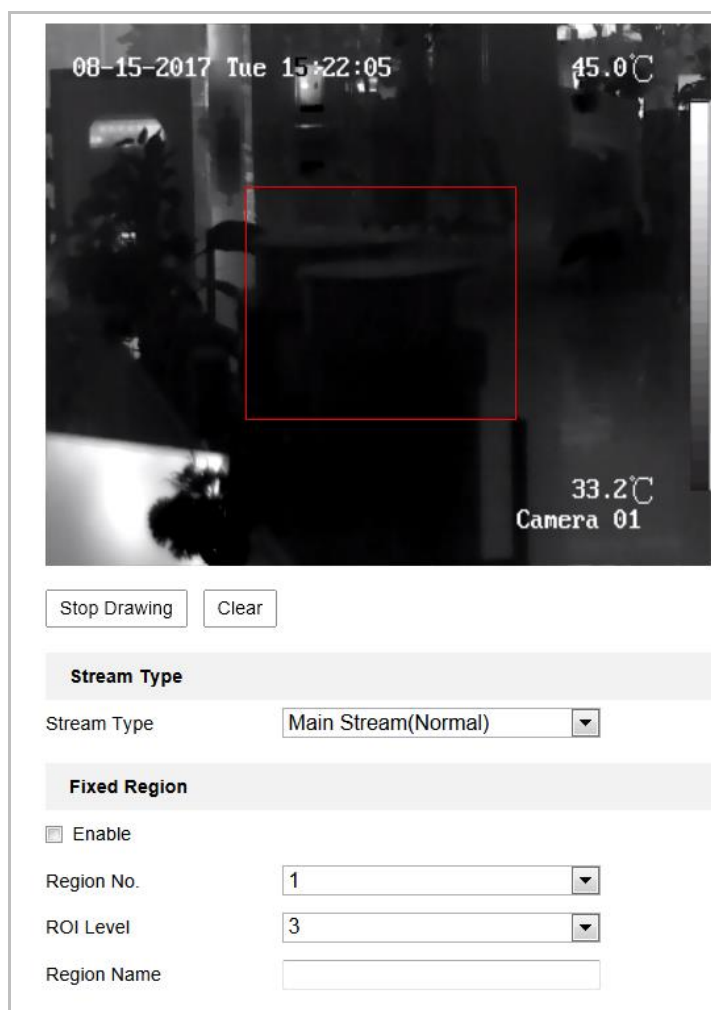 08-15-2017 Tue 15:22:05 45.0℃
33.2℃
Camera 01
Stop Drawing Clear
Stream Type
Stream Type Main Stream(Normal)
Fixed Region
Enable
Region No. 1
ROI Level 3
Region Name